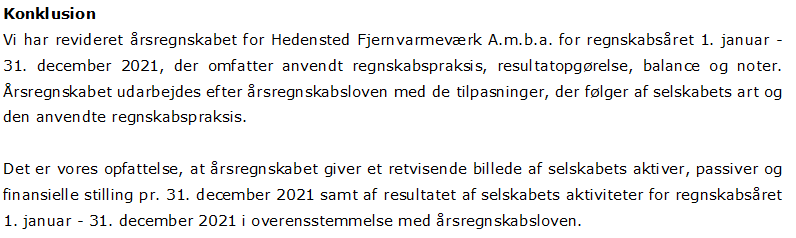 Konklusion
Vi har revideret årsregnskabet for Hedensted Fjernvarmeværk A.m.b.a. for regnskabsåret 1. januar -
31. december 2021, der omfatter anvendt regnskabspraksis, resultatopgørelse, balance og noter.
Årsregnskabet udarbejdes efter årsregnskabsloven med de tilpasninger, der følger af selskabets art og
den anvendte regnskabspraksis.
Det er vores opfattelse, at årsregnskabet giver et retvisende billede af selskabets aktiver, passiver og
finansielle stilling pr. 31. december 2021 samt af resultatet af selskabets aktiviteter for regnskabsåret
1. januar - 31. december 2021 i overensstemmelse med årsregnskabsloven.